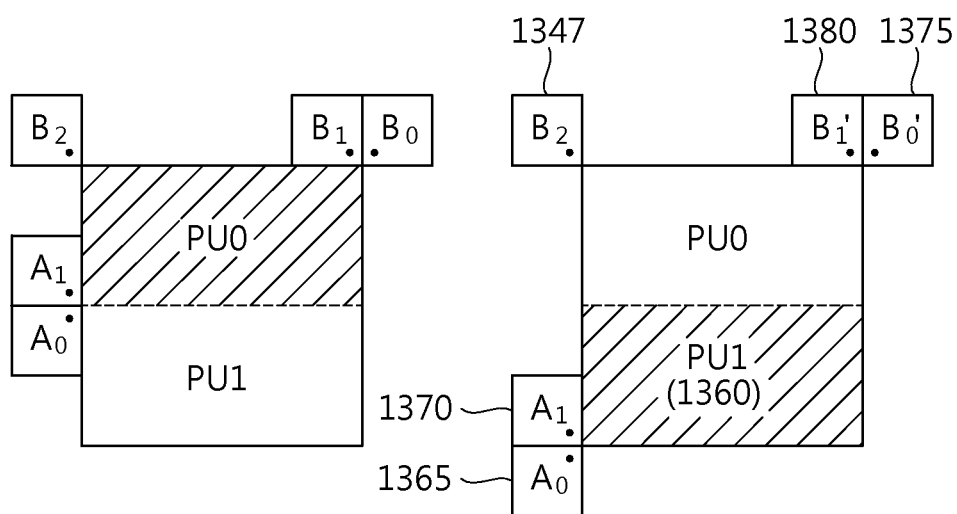 1347 1380 1375
B2 B1 B0 B2 B1' B0'
PU0 PU0
A1
A0
PU1 PU1
(1360)
1370 A1
1365 A0